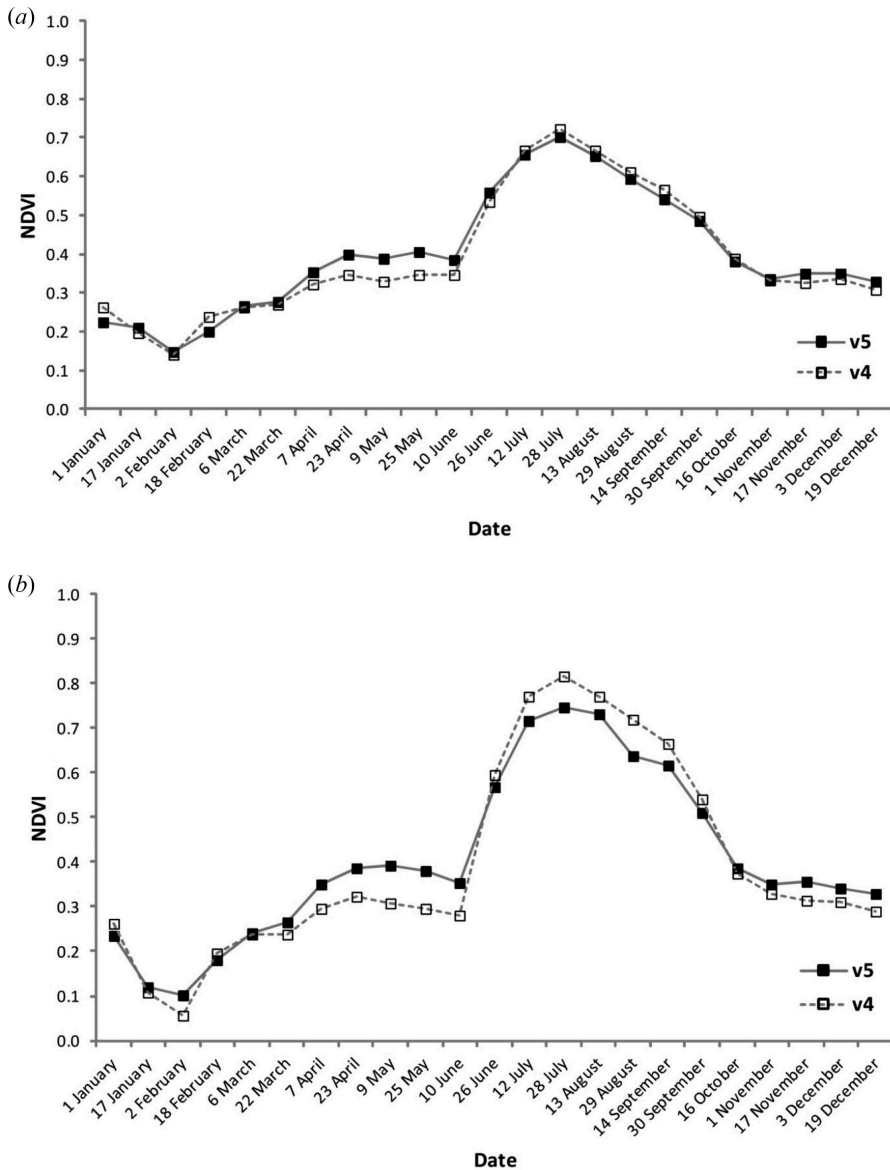 (a)
1.0
0.9
0.8
0.7
0.6
0.5
0.4
0.3
0.2
0.1
0.0
NDVI
v5
v4
1 January
17 January
2 February
18 February
6 March
22 March
7 April
23 April
9 May
25 May
10 June
26 June
12 July
28 July
13 August
29 August
14 September
30 September
16 October
1 November
17 November
3 December
19 December
Date
(b)
1.0
0.9
0.8
0.7
0.6
0.5
0.4
0.3
0.2
0.1
0.0
NDVI
v5
v4
1 January
17 January
2 February
18 February
6 March
22 March
7 April
23 April
9 May
25 May
10 June
26 June
12 July
28 July
13 August
29 August
14 September
30 September
16 October
1 November
17 November
3 December
19 December
Date